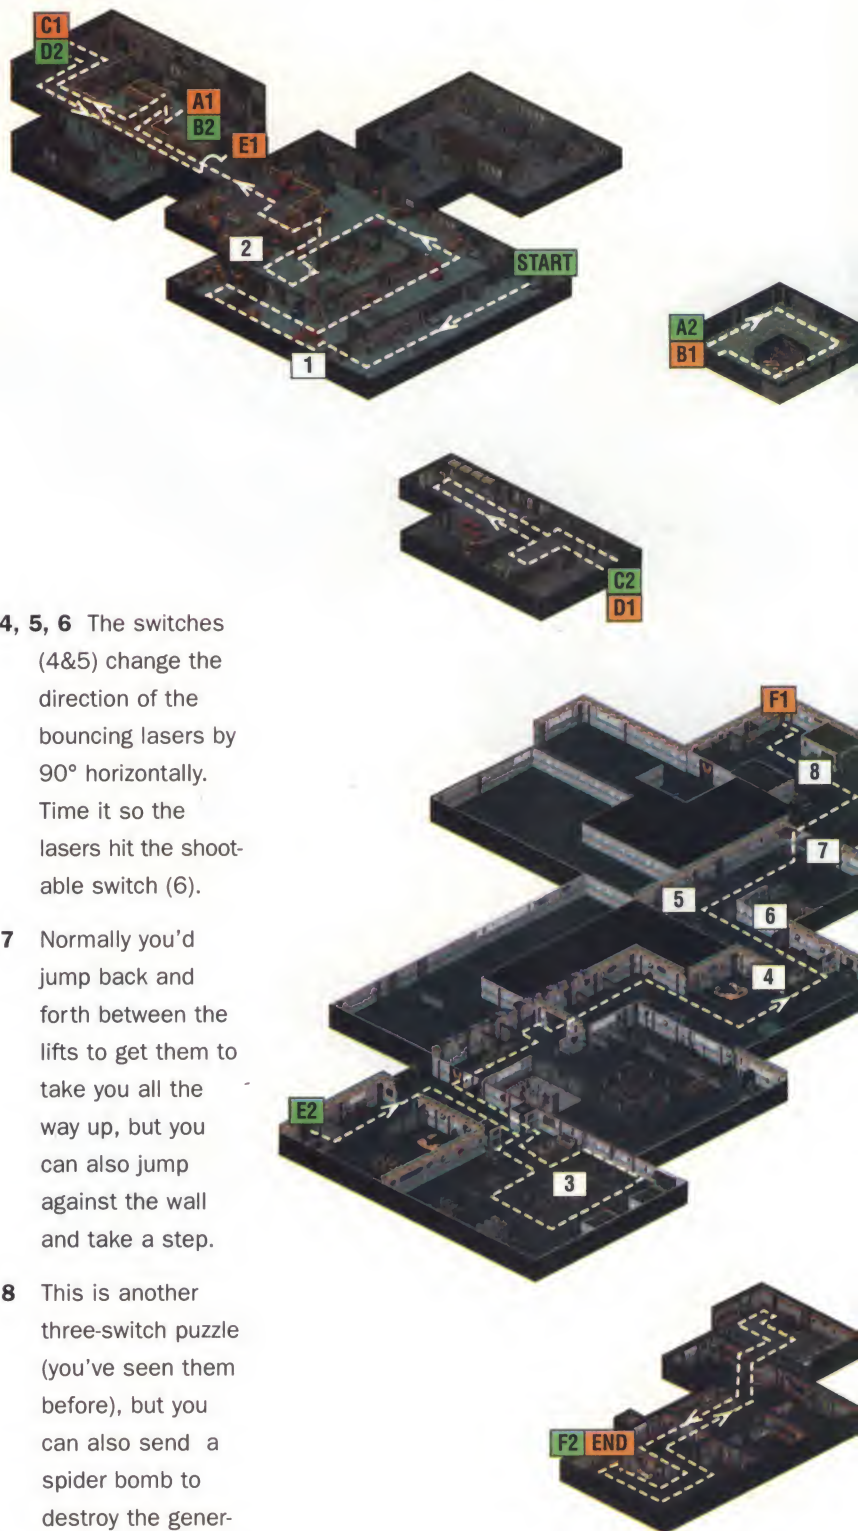 C1
D2
A1
B2
E1
2
START
1
A2
B1
C2
D1
4, 5, 6 The switches
(4&5) change the
direction of the
bouncing lasers by
90° horizontally.
Time it so the
lasers hit the shoot-
able switch (6).
7 Normally you'd
jump back and
forth between the
lifts to get them to
take you all the
way up, but you
can also jump
against the wall
and take a step.
8 This is another
three-switch puzzle
(you've seen them
before), but you
can also send a
spider bomb to
destroy the gener-
F1
8
7
5
6
4
E2
3
F2 END